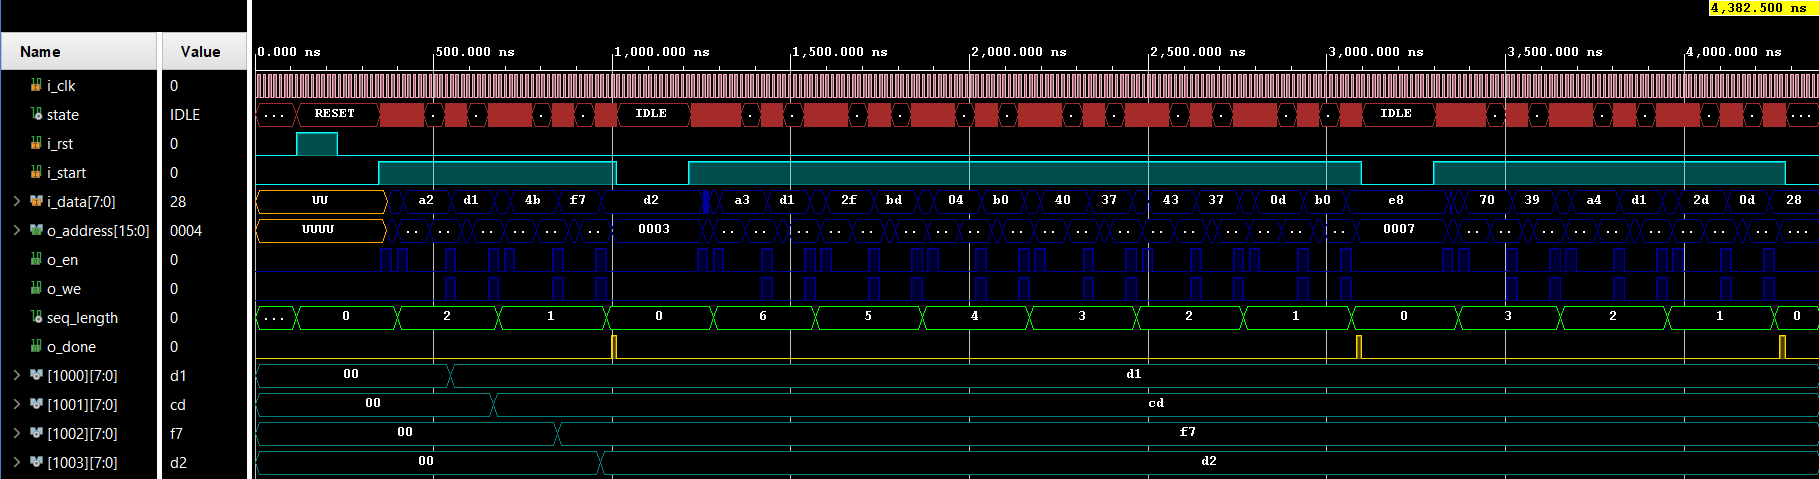 4,382.500 ns
Name Value 0.000 ns 500.000 ns 1,000.000 ns 1,500.000 ns 2,000.000 ns 2,500.000 ns 3,000.000 ns 3,500.000 ns 4,000.000 ns
i_clk 0
state IDLE ... RESET . . . . . IDLE . . . . . . . . . . . . IDLE . . . . . . ...
i_rst 0
i_start 0
i_data[7:0] 28 UU a2 d1 4b f7 d2 a3 d1 2f bd 04 b0 40 37 43 37 0d b0 e8 70 39 a4 d1 2d 0d 28
o_address[15:0] 0004 UUUU .. .. .. .. .. 0003 .. .. .. .. .. .. .. .. .. .. .. .. 0007 .. .. .. .. .. .. ...
o_en 0
o_we 0
seq_length 0 ... 0 2 1 0 6 5 4 3 2 1 0 3 2 1 0
o_done 0
[1000][7:0] d1 00 d1
[1001][7:0] cd 00 cd
[1002][7:0] f7 00 f7
[1003][7:0] d2 00 d2